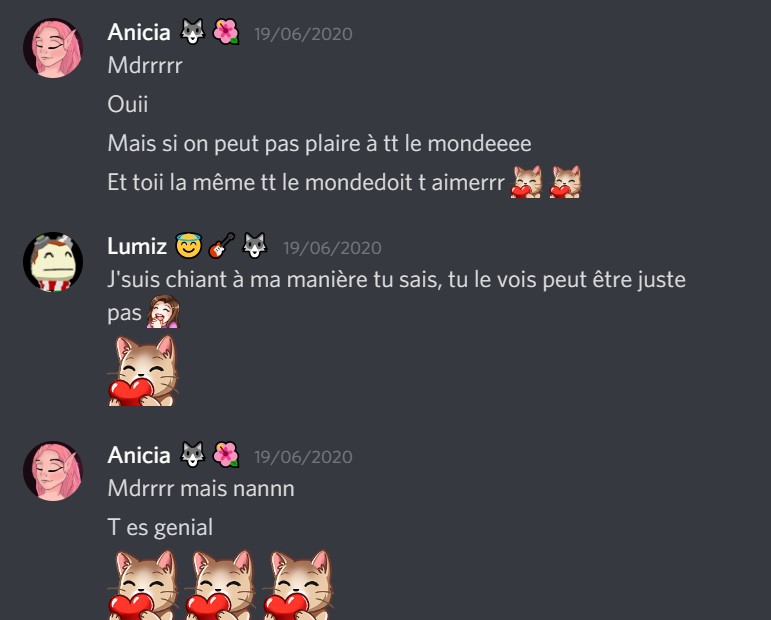 Anicia 🐺🌺 19/06/2020
Mdrrrrr
Ouii
Mais si on peut pas plaire à tt le mondeeee
Et toii la même tt le mondedoit t aimerrr
Lumiz 😇🎸🐺 19/06/2020
J'suis chiant à ma manière tu sais, tu le vois peut être juste
pas
Anicia 🐺🌺 19/06/2020
Mdrrrr mais nannn
T es genial